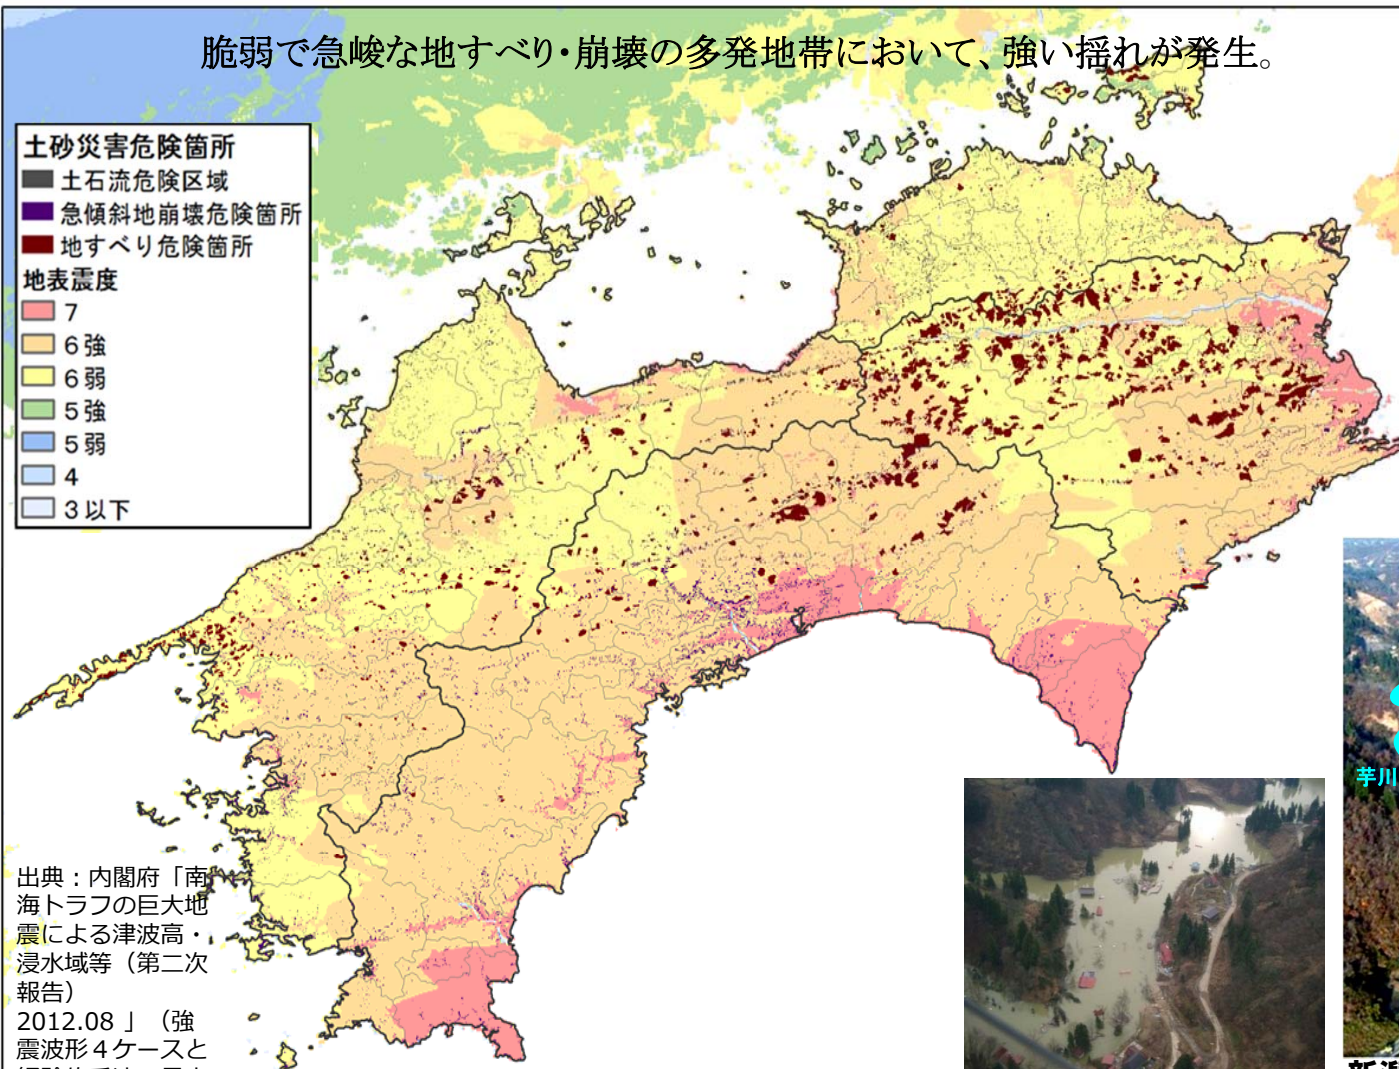 脆弱で急峻な地すべり・崩壊の多発地帯において、強い揺れが発生。
土砂災害危険箇所
土石流危険区域
急傾斜地崩壊危険箇所
地すべり危険箇所
地表震度
7
6強
6弱
5強
5弱
4
3以下
芋川
出典：内閣府「南
海トラフの巨大地
震による津波高・
浸水域等（第二次
報告）
2012.08 」（強
震波形４ケースと